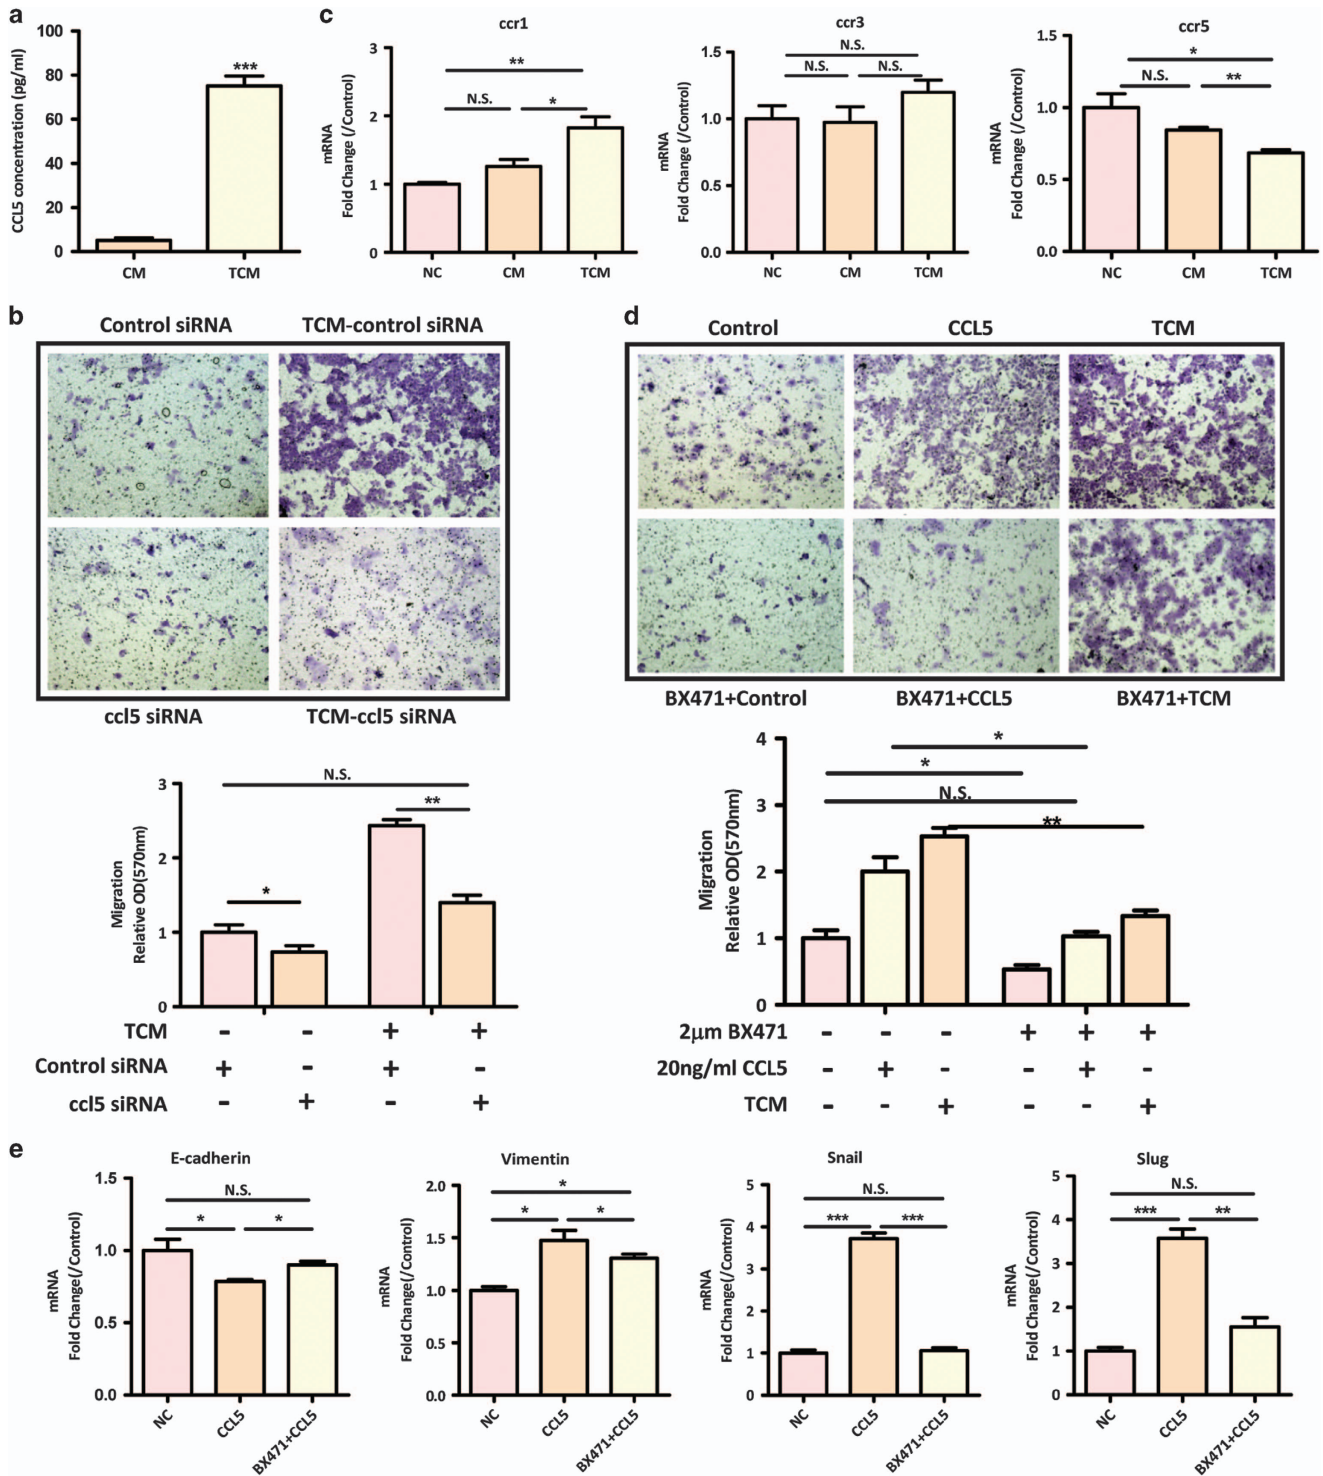 a
CCL5 concentration (pg/ml)
100
80
60
40
20
0
***
CM
TCM
c
ccr1
mRNA
Fold Change (/Control)
3
2
1
0
**
N.S.
*
NC
CM
TCM
ccr3
mRNA
Fold Change (/Control)
1.5
1.0
0.5
0.0
N.S.
N.S.
N.S.
NC
CM
TCM
ccr5
mRNA
Fold Change (/Control)
1.5
1.0
0.5
0.0
*
N.S.
**
NC
CM
TCM
b
Control siRNA
TCM-control siRNA
ccl5 siRNA
TCM-ccl5 siRNA
Migration
Relative OD(570nm)
3
2
1
0
N.S.
**
*
TCM - - + +
Control siRNA + - + -
ccl5 siRNA - + - +
d
Control
CCL5
TCM
BX471+Control
BX471+CCL5
BX471+TCM
Migration
Relative OD(570nm)
4
3
2
1
0
*
*
N.S.
**
2μm BX471 - - - + + +
20ng/ml CCL5 - + - - + -
TCM - - + - - +
e
E-cadherin
mRNA
Fold Change(/Control)
1.5
1.0
0.5
0.0
N.S.
*
*
NC
CCL5
BX471+CCL5
Vimentin
mRNA
Fold Change(/Control)
2.0
1.5
1.0
0.5
0.0
*
*
*
NC
CCL5
BX471+CCL5
Snail
mRNA
Fold Change(/Control)
5
4
3
2
1
0
N.S.
***
***
NC
CCL5
BX471+CCL5
Slug
mRNA
Fold Change(/Control)
5
4
3
2
1
0
N.S.
***
**
NC
CCL5
BX471+CCL5